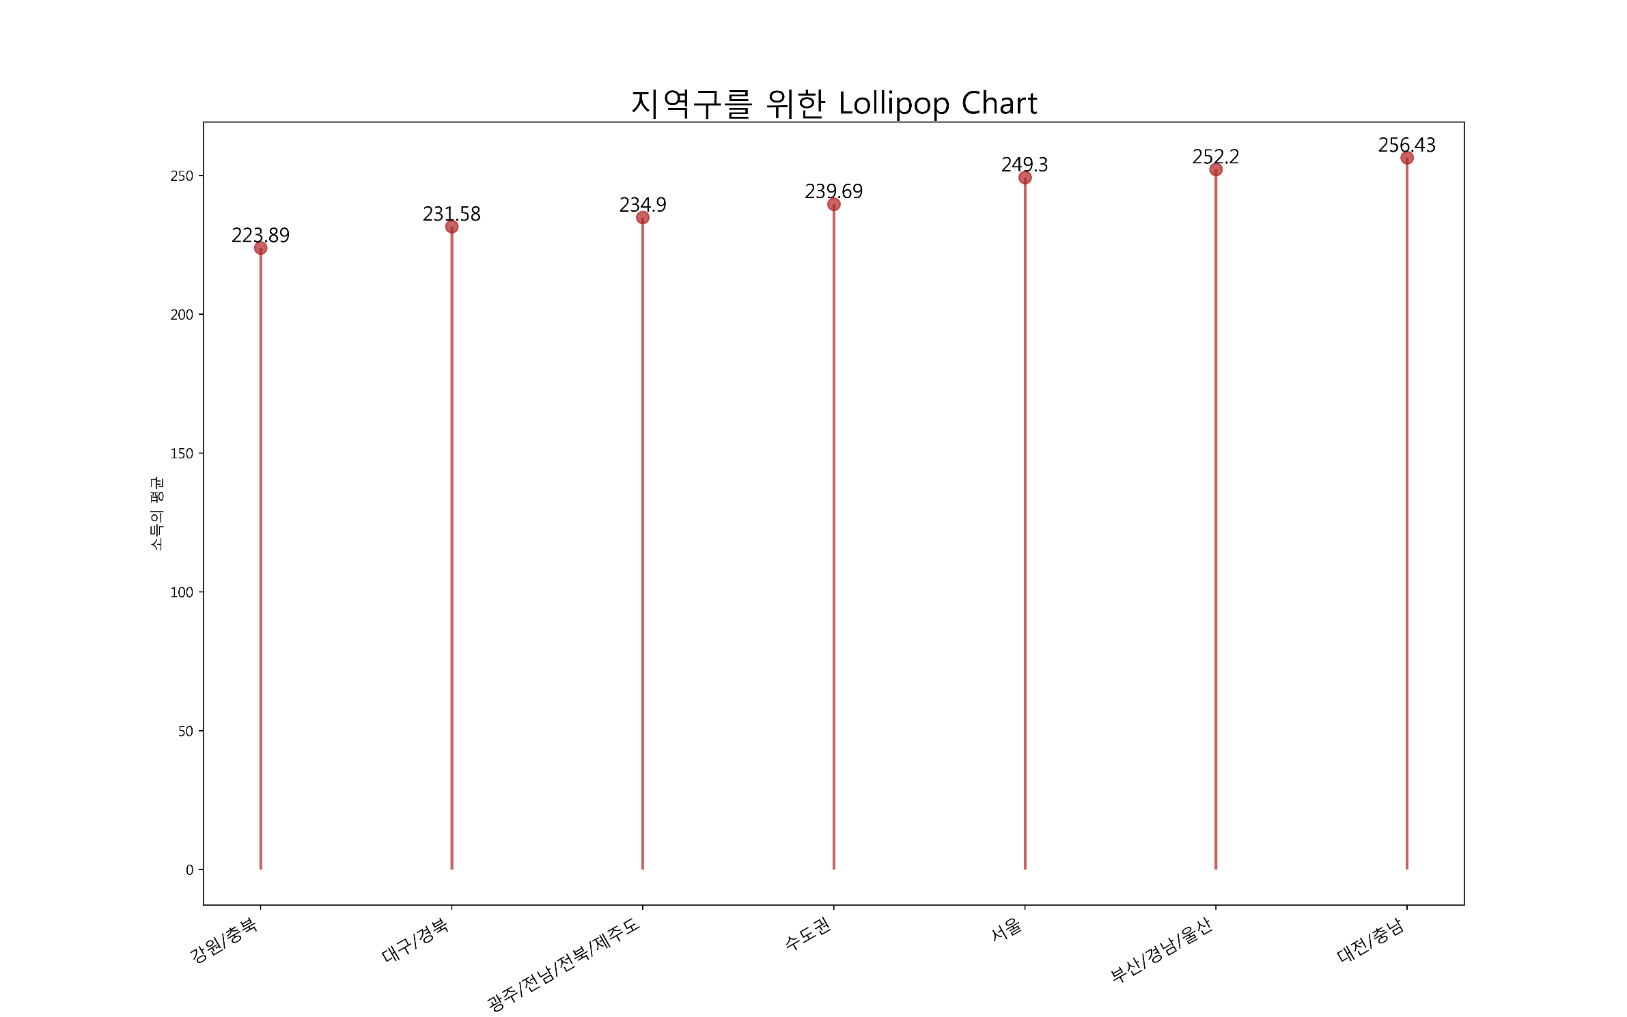 지역구를 위한 Lollipop Chart
256.43
252.2
249.3
239.69
234.9
231.58
223.89
250
200
150
100
50
0
소득의 평균
강원/충북
대구/경북
광주/전남/전북/제주도
수도권
서울
부산/경남/울산
대전/충남